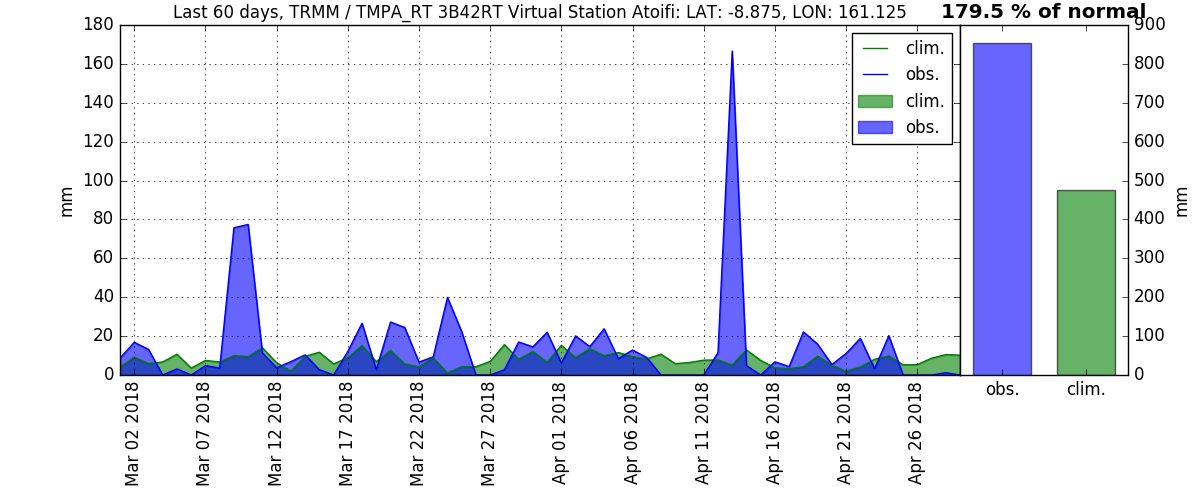 Last 60 days, TRMM / TMPA_RT 3B42RT Virtual Station Atoifi: LAT: -8.875, LON: 161.125
179.5 % of normal
180
160
140
120
100
80
60
40
20
0
mm
clim.
obs.
clim.
obs.
900
800
700
600
500
400
300
200
100
0
mm
Mar 02 2018
Mar 07 2018
Mar 12 2018
Mar 17 2018
Mar 22 2018
Mar 27 2018
Apr 01 2018
Apr 06 2018
Apr 11 2018
Apr 16 2018
Apr 21 2018
Apr 26 2018
obs.
clim.